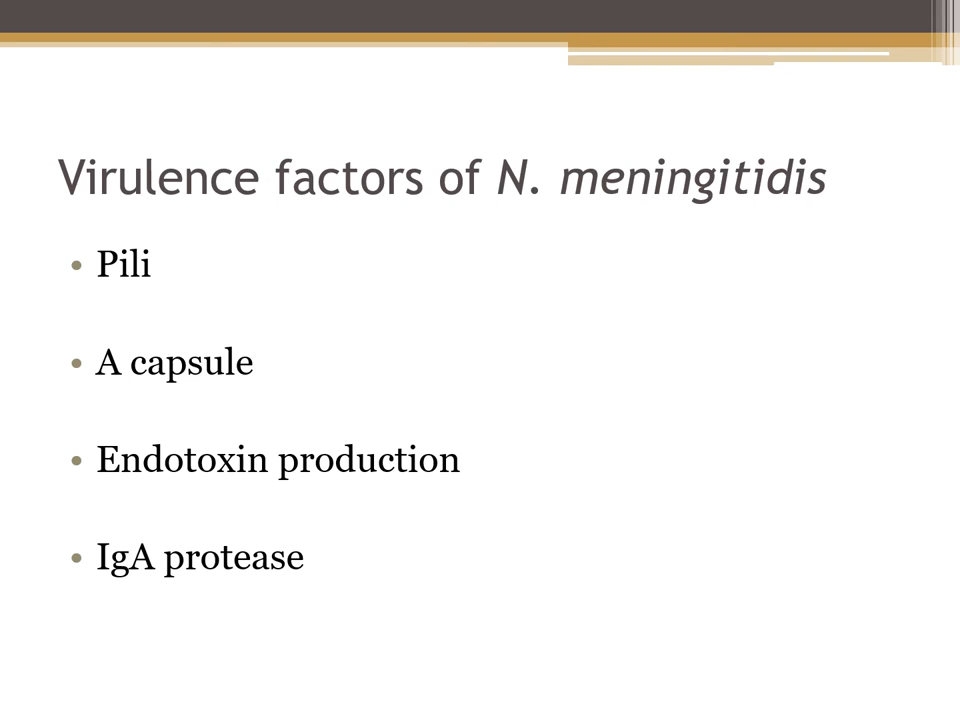 Virulence factors of N. meningitidis
• Pili
• A capsule
• Endotoxin production
• IgA protease